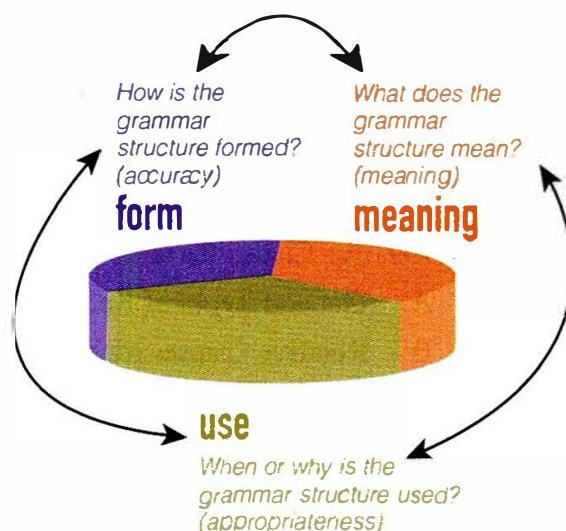 How is the
grammar
structure formed?
(accuracy)
form
What does the
grammar
structure mean?
(meaning)
meaning
use
When or why is the
grammar structure used?
(appropriateness)